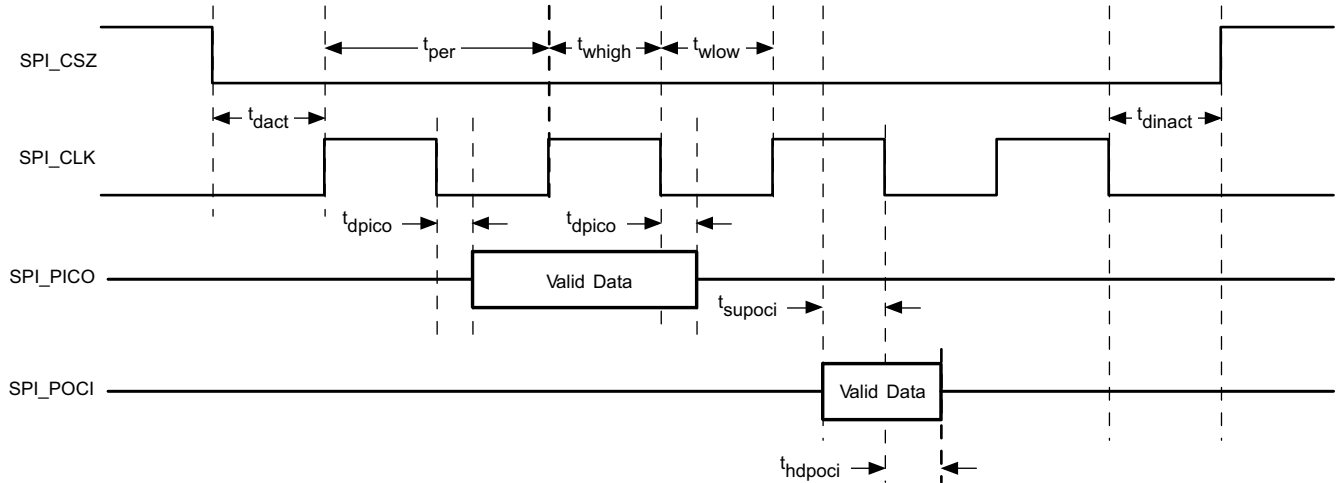 t_per
t_whigh
t_wlow
SPI_CSZ
t_dact
t_dinact
SPI_CLK
t_dpico
t_dpico
SPI_PICO
Valid Data
t_supoci
SPI_POCI
Valid Data
t_hdpoci